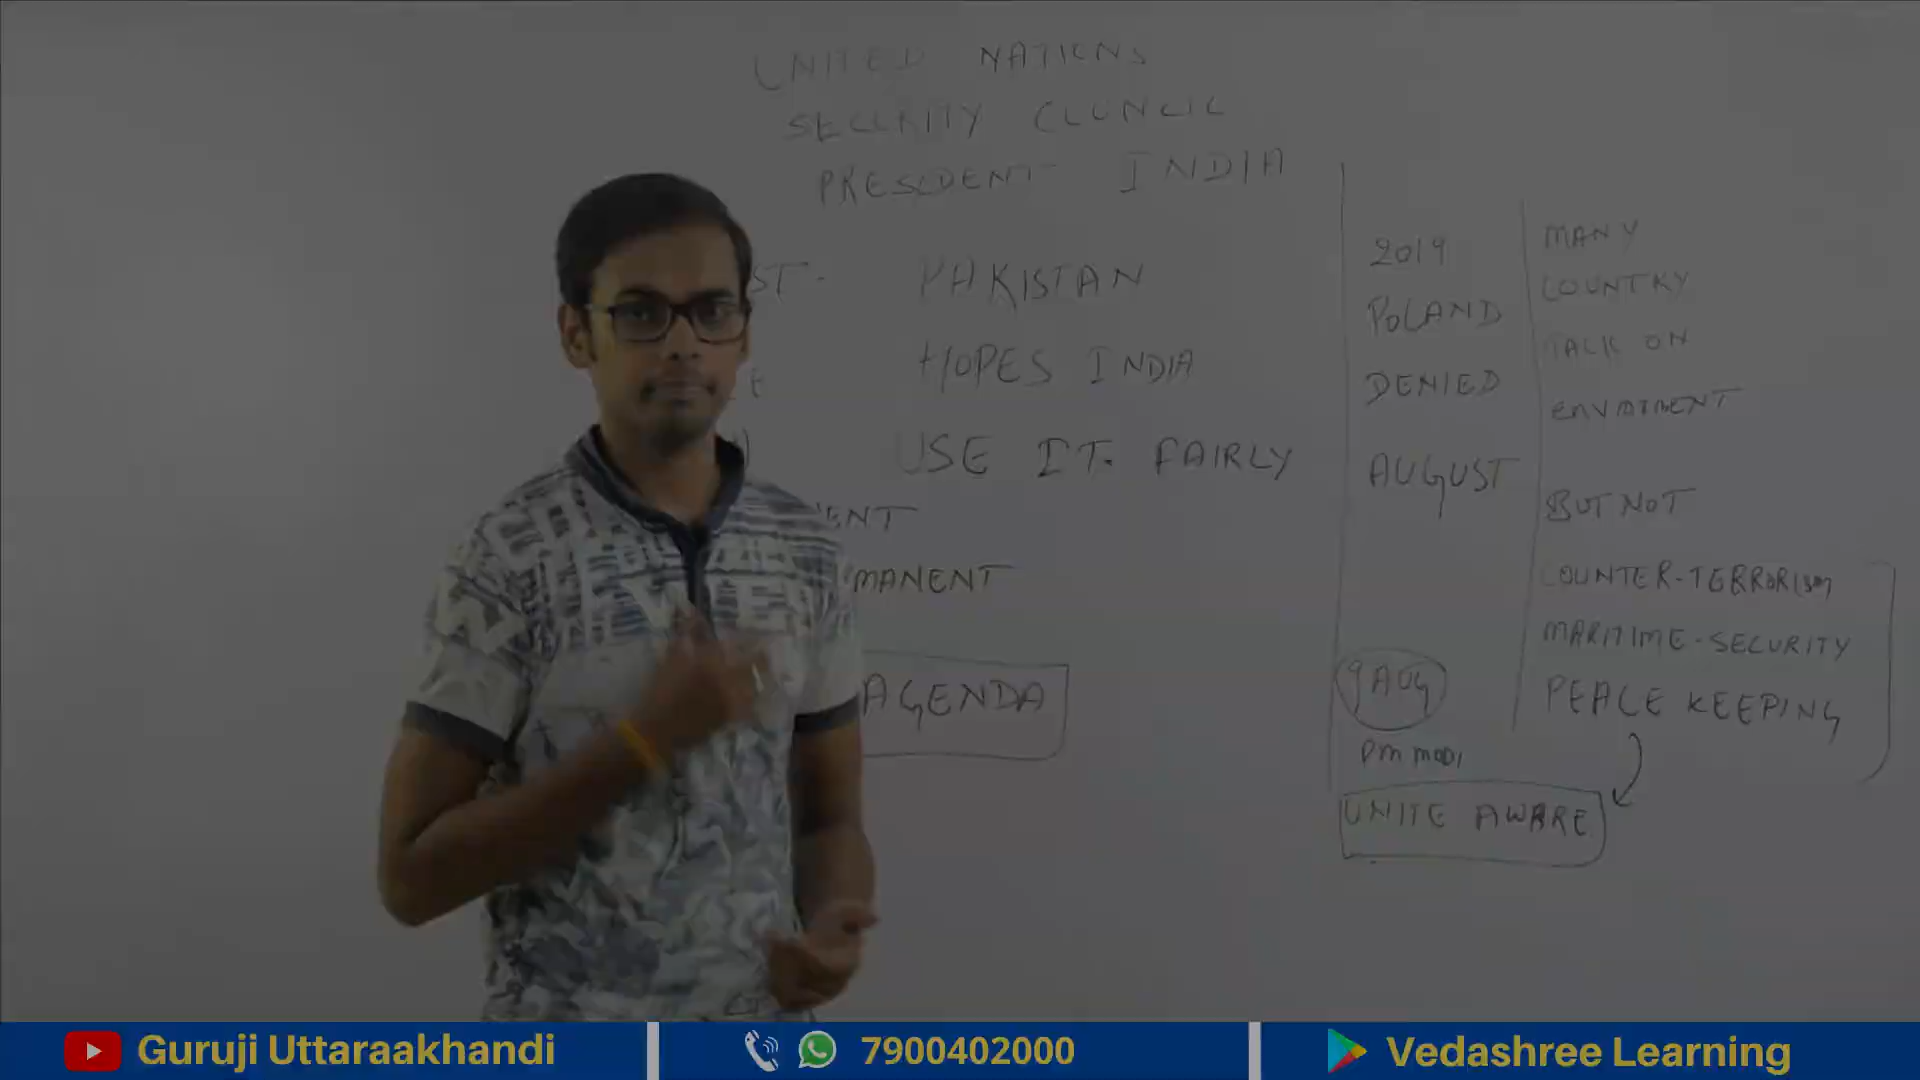 UNITED NATIONS
SECURITY COUNCIL
PRESIDENT- INDIA
ST- PAKISTAN
HOPES INDIA
USE IT. FAIRLY
ENT
MANENT
AGENDA
2019
POLAND
DENIED
AUGUST
9 AUG
PM MODI
UNITE AWARE
MANY
COUNTRY
TALK ON
BUT NOT
COUNTER-TERRORISM
MARITIME-SECURITY
PEACE KEEPING
Guruji Uttaraakhandi
7900402000
Vedashree Learning